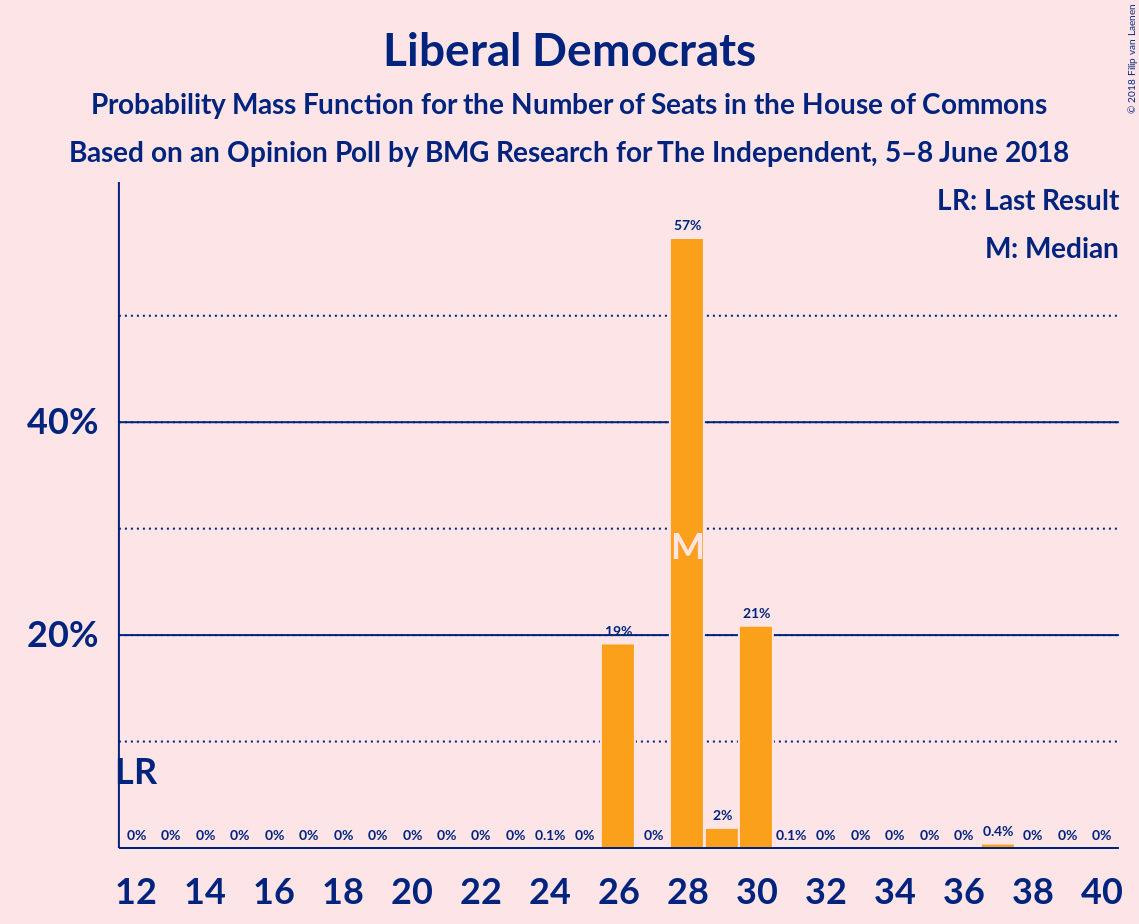 Liberal Democrats
Probability Mass Function for the Number of Seats in the House of Commons
Based on an Opinion Poll by BMG Research for The Independent, 5–8 June 2018
© 2018 Filip van Laenen
LR: Last Result
M: Median
57%
40%
M
21%
19%
20%
LR
0% 0% 0% 0% 0% 0% 0% 0% 0% 0% 0% 0% 0.1% 0% 0% 2% 0.1% 0% 0% 0% 0% 0% 0.4% 0% 0% 0%
12 14 16 18 20 22 24 26 28 30 32 34 36 38 40